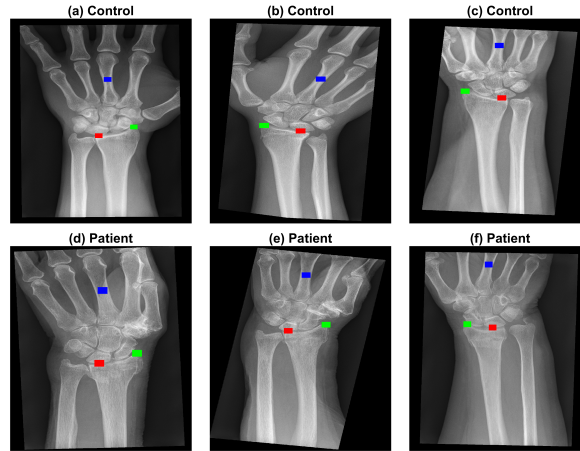 (a) Control
(b) Control
(c) Control
(d) Patient
(e) Patient
(f) Patient